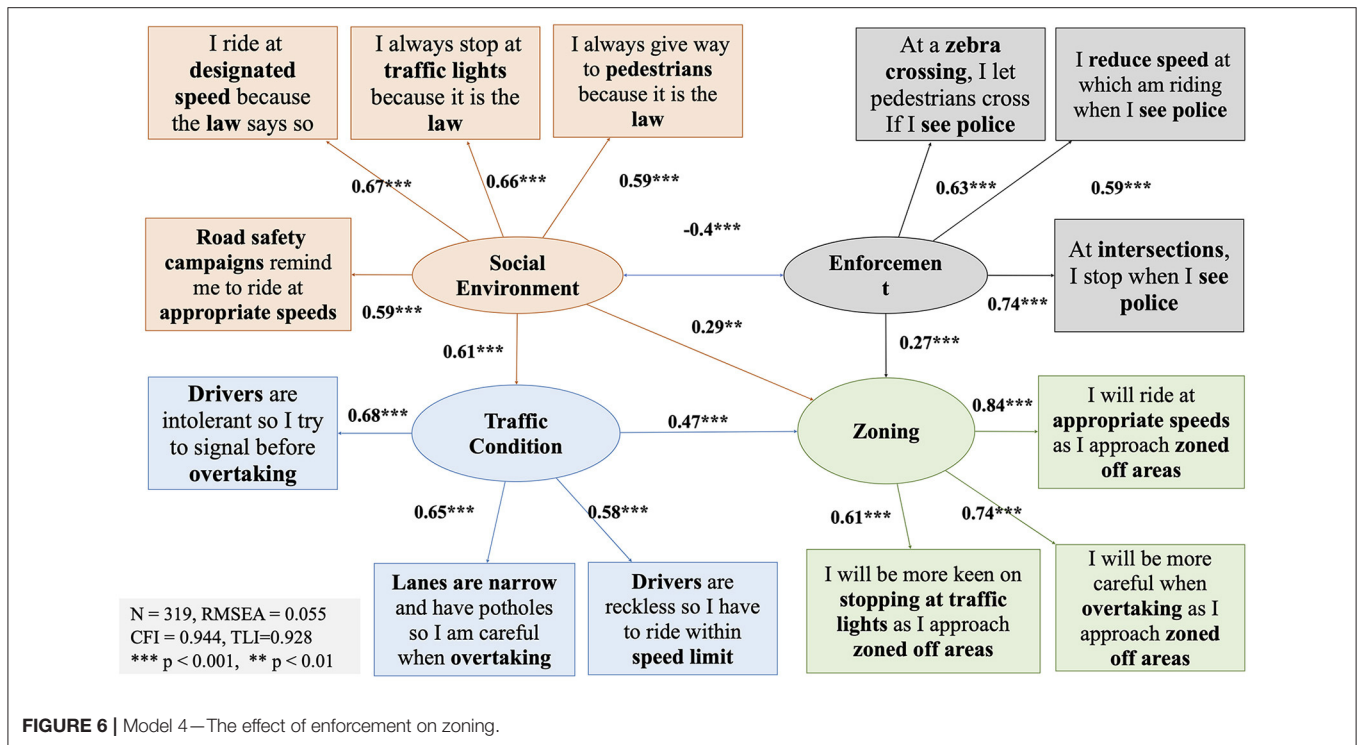 I ride at
designated
speed because
the law says so
I always stop at
traffic lights
because it is the
law
I always give way
to pedestrians
because it is the
law
At a zebra
crossing, I let
pedestrians cross
If I see police
I reduce speed at
which am riding
when I see police
0.67***
0.66***
0.59***
0.63***
0.59***
Road safety
campaigns remind
me to ride at
appropriate speeds
Social
Environment
-0.4***
Enforcemen
t
At intersections,
I stop when I see
police
0.59***
0.74***
0.61***
0.29**
0.27***
Drivers are
intolerant so I try
to signal before
overtaking
0.68***
Traffic
Condition
0.47***
Zoning
0.84***
I will ride at
appropriate speeds
as I approach zoned
off areas
0.65***
0.58***
0.61***
0.74***
Lanes are narrow
and have potholes
so I am careful
when overtaking
Drivers are
reckless so I have
to ride within
speed limit
I will be more keen on
stopping at traffic
lights as I approach
zoned off areas
I will be more
careful when
overtaking as I
approach zoned
off areas
N = 319, RMSEA = 0.055
CFI = 0.944, TLI=0.928
*** p < 0.001, ** p < 0.01
FIGURE 6 | Model 4—The effect of enforcement on zoning.